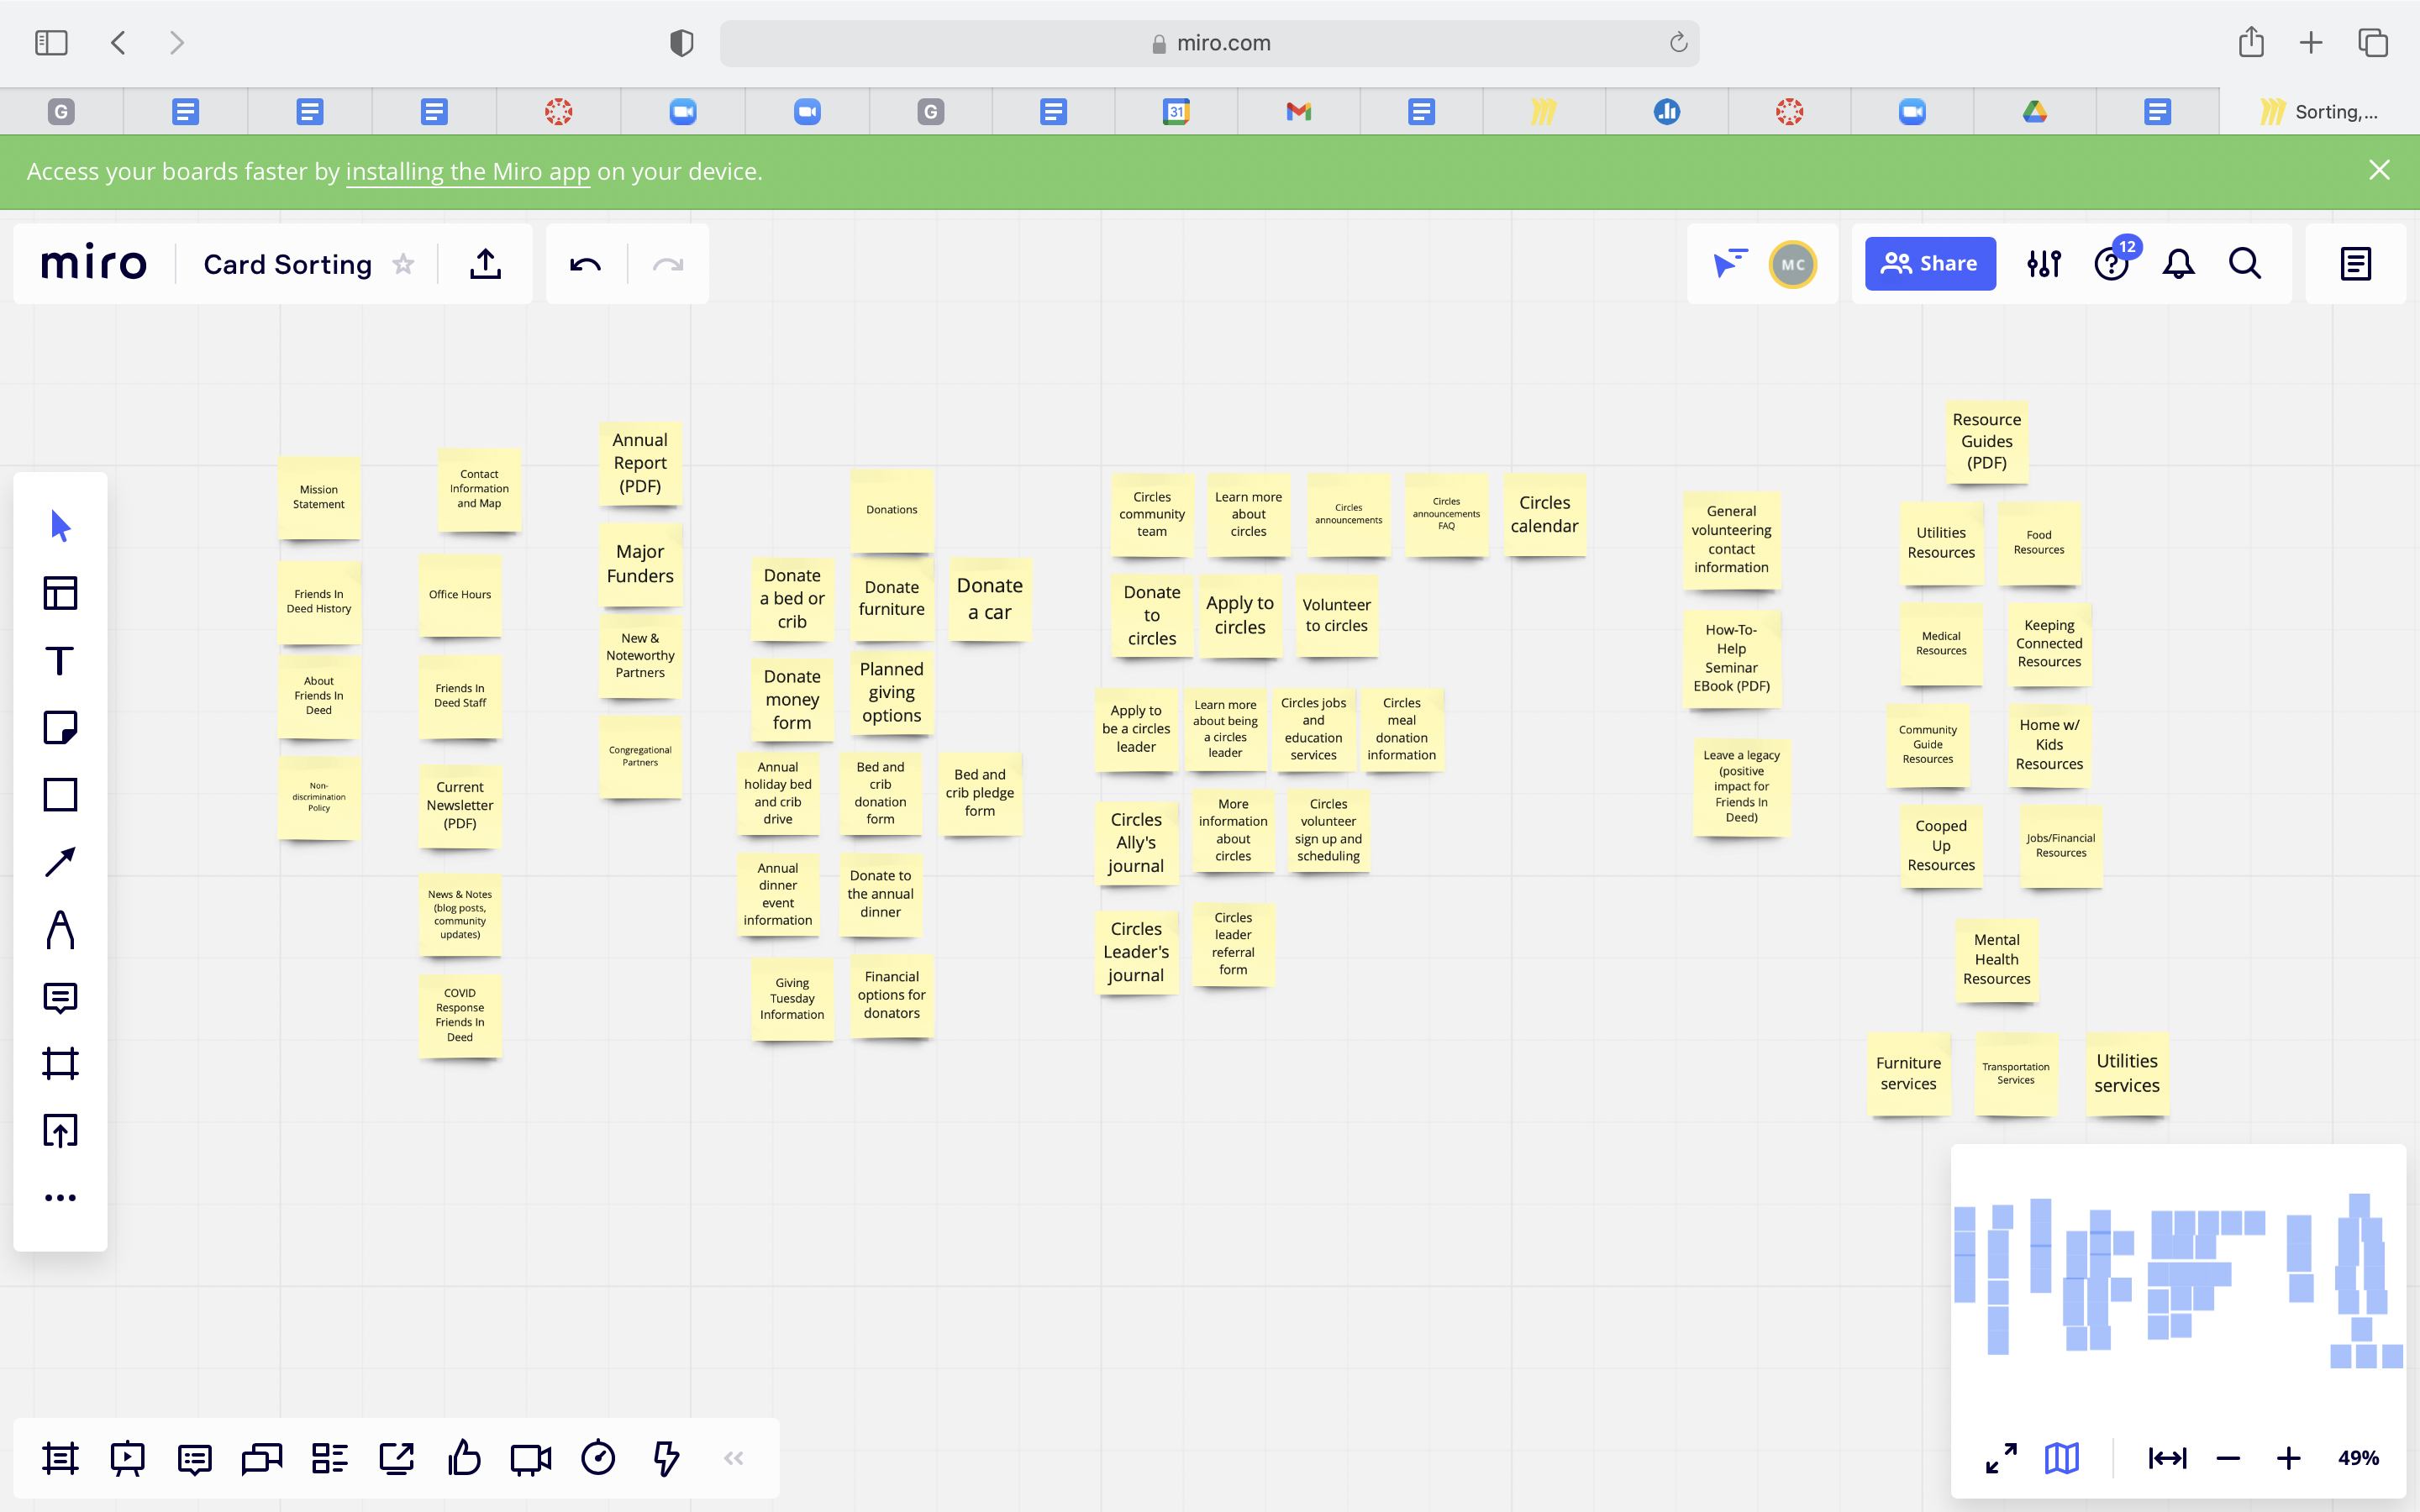 miro.com
G
G
31
Sorting,...
Access your boards faster by installing the Miro app on your device.
miro
Card Sorting
MC
Share
12
Mission
Statement
Friends In
Deed History
About
Friends In
Deed
Non-
discrimination
Policy
Contact
Information
and Map
Office Hours
Friends In
Deed Staff
Current
Newsletter
(PDF)
News & Notes
(blog posts,
community
updates)
COVID
Response
Friends In
Deed
Annual
Report
(PDF)
Major
Funders
New &
Noteworthy
Partners
Congregational
Partners
Donations
Donate
a bed or
crib
Donate
furniture
Donate
a car
Donate
money
form
Planned
giving
options
Annual
holiday bed
and crib
drive
Bed and
crib
donation
form
Bed and
crib pledge
form
Annual
dinner
event
information
Donate to
the annual
dinner
Giving
Tuesday
Information
Financial
options for
donators
Circles
community
team
Learn more
about
circles
Circles
announcements
Circles
announcements
FAQ
Circles
calendar
Donate
to
circles
Apply to
circles
Volunteer
to circles
Apply to
be a circles
leader
Learn more
about being
a circles
leader
Circles jobs
and
education
services
Circles
meal
donation
information
Circles
Ally's
journal
More
information
about
circles
Circles
volunteer
sign up and
scheduling
Circles
Leader's
journal
Circles
leader
referral
form
General
volunteering
contact
information
How-To-
Help
Seminar
EBook (PDF)
Leave a legacy
(positive
impact for
Friends In
Deed)
Resource
Guides
(PDF)
Utilities
Resources
Food
Resources
Medical
Resources
Keeping
Connected
Resources
Community
Guide
Resources
Home w/
Kids
Resources
Cooped
Up
Resources
Jobs/Financial
Resources
Mental
Health
Resources
Furniture
services
Transportation
Services
Utilities
services
49%